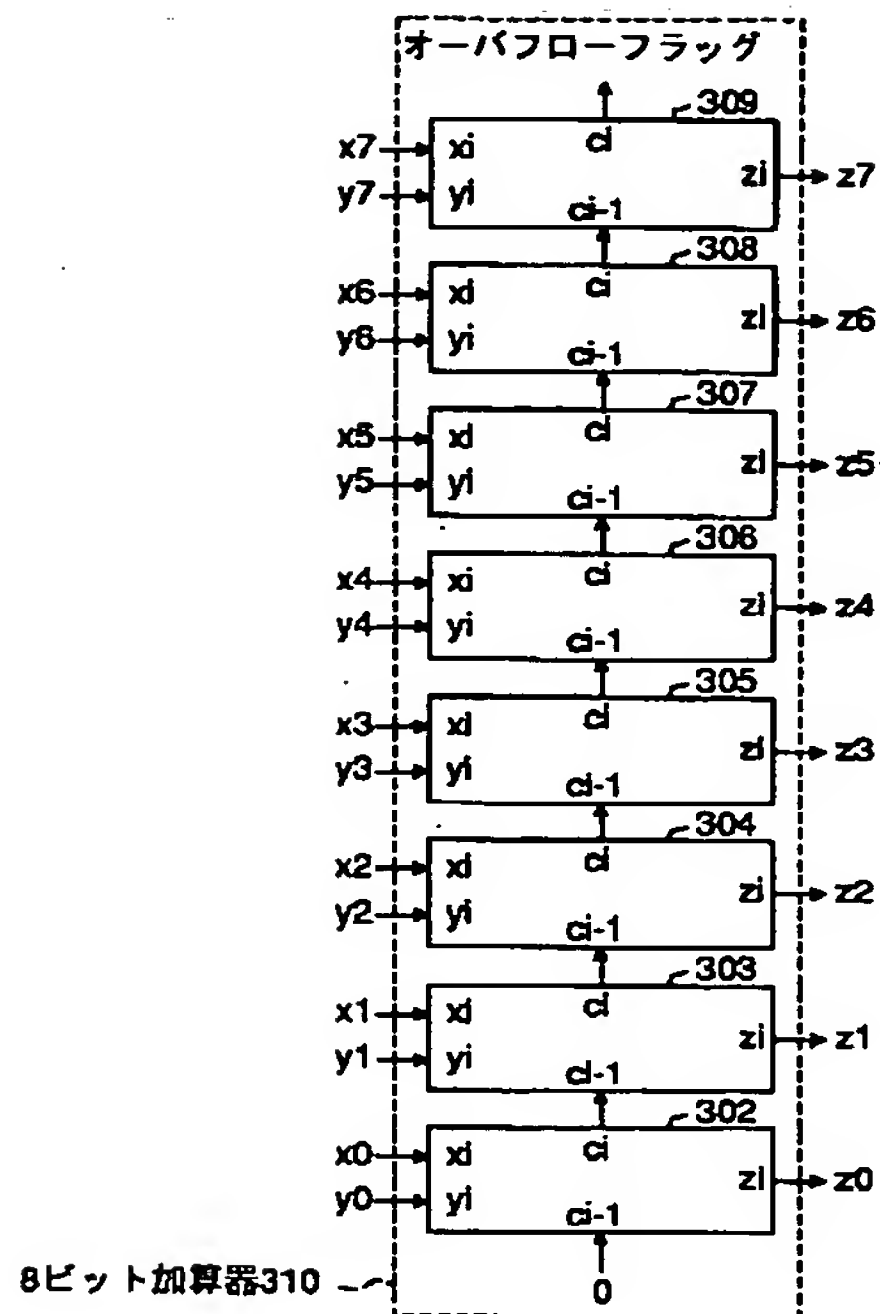 オーバフローフラッグ
309
x7 xi ci
zi z7
y7 yi
ci-1
308
x6 xi ci
zi z6
y6 yi
ci-1
307
x5 xi ci
zi z5
y5 yi
ci-1
306
x4 xi ci
zi z4
y4 yi
ci-1
305
x3 xi ci
zi z3
y3 yi
ci-1
304
x2 xi ci
zi z2
y2 yi
ci-1
303
x1 xi ci
zi z1
y1 yi
ci-1
302
x0 xi ci
zi z0
y0 yi
ci-1
8ビット加算器310
0